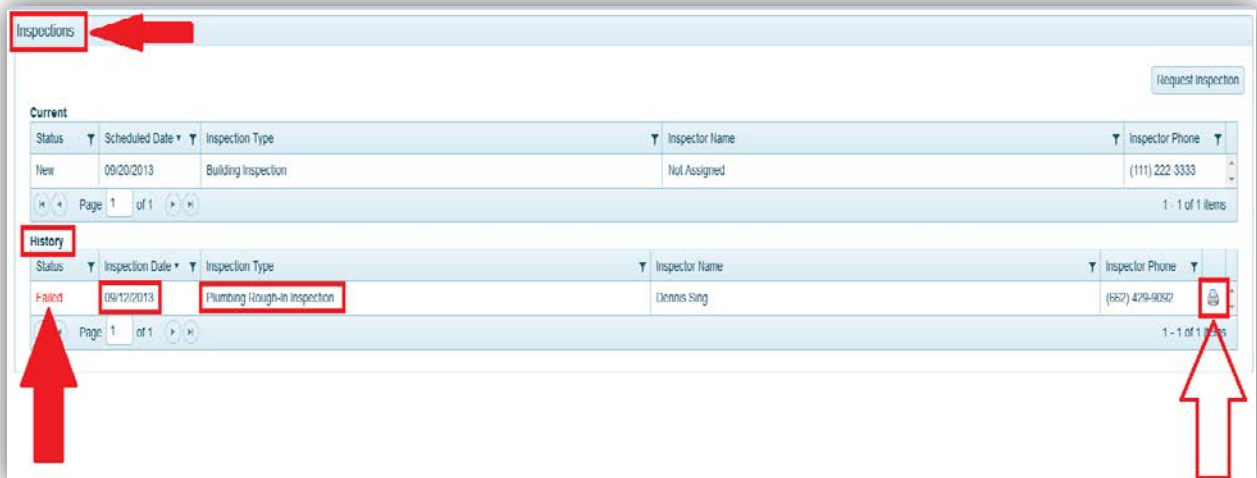 Inspections
Request Inspection
Current
Status Scheduled Date Inspection Type Inspector Name Inspector Phone
New 09/20/2013 Building Inspection Not Assigned (111) 222-3333
Page 1 of 1 1 - 1 of 1 items
History
Status Inspection Date Inspection Type Inspector Name Inspector Phone
Failed 09/12/2013 Plumbing Rough-In Inspection Dennis Sing (662) 429-9092
Page 1 of 1 1 - 1 of 1 items